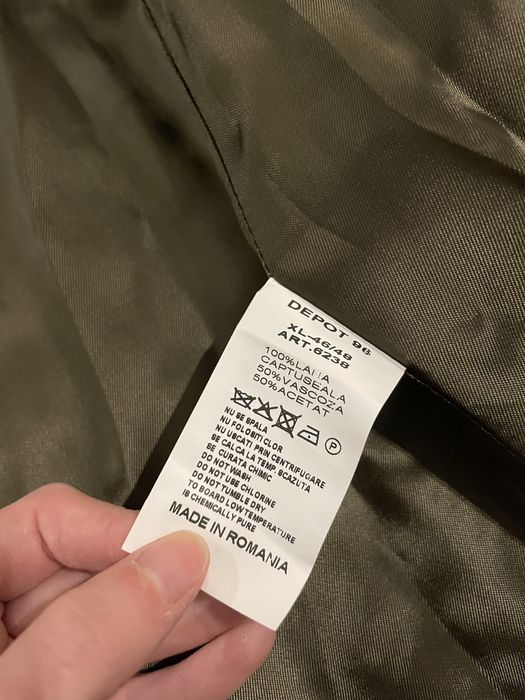 DEPOT 96
XL-46/48
ART.6238
100%LANA
CAPTUSEALA
50%VASCOZA
50%ACETAT
P
NU SE SPALA
NU FOLOBITI CLOR
NU USCATI PRIN CENTRIFUGARE
SE CALCA LA TEMP. SCAZUTA
SE CURATA CHIMIC
DO NOT WASH
DO NOT USE CHLORINE
DO NOT TUMBLE DRY
TO BOARD LOW TEMPERATURE
IS CHEMICALLY PURE
MADE IN ROMANIA